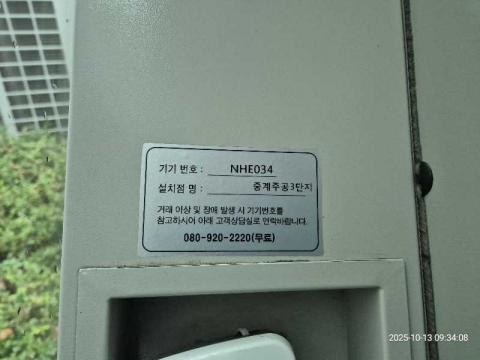 기기 번호 : NHE034
설치점 명 : 중계주공3단지
거래 이상 및 장애 발생 시 기기번호를
참고하시어 아래 고객상담실로 연락바랍니다.
080-920-2220(무료)
2025-10-13 09:34:08